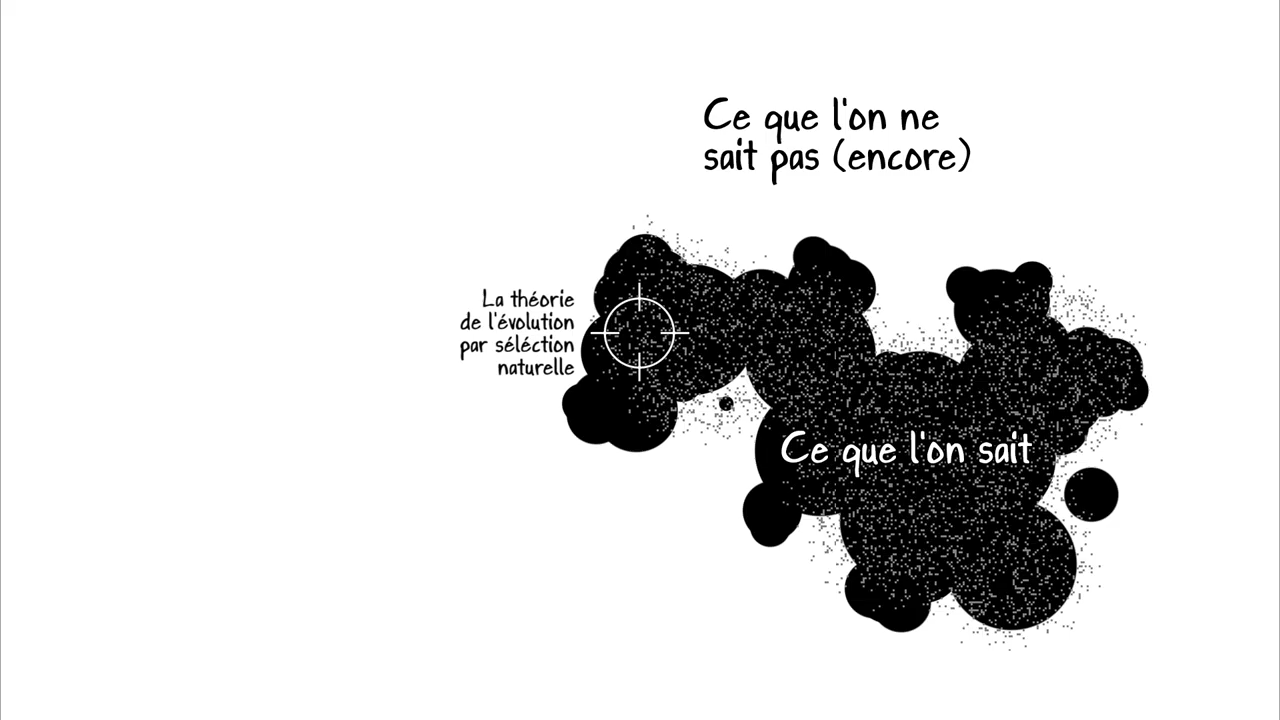 Ce que l'on ne
sait pas (encore)
La théorie
de l'évolution
par séléction
naturelle
Ce que l'on sait